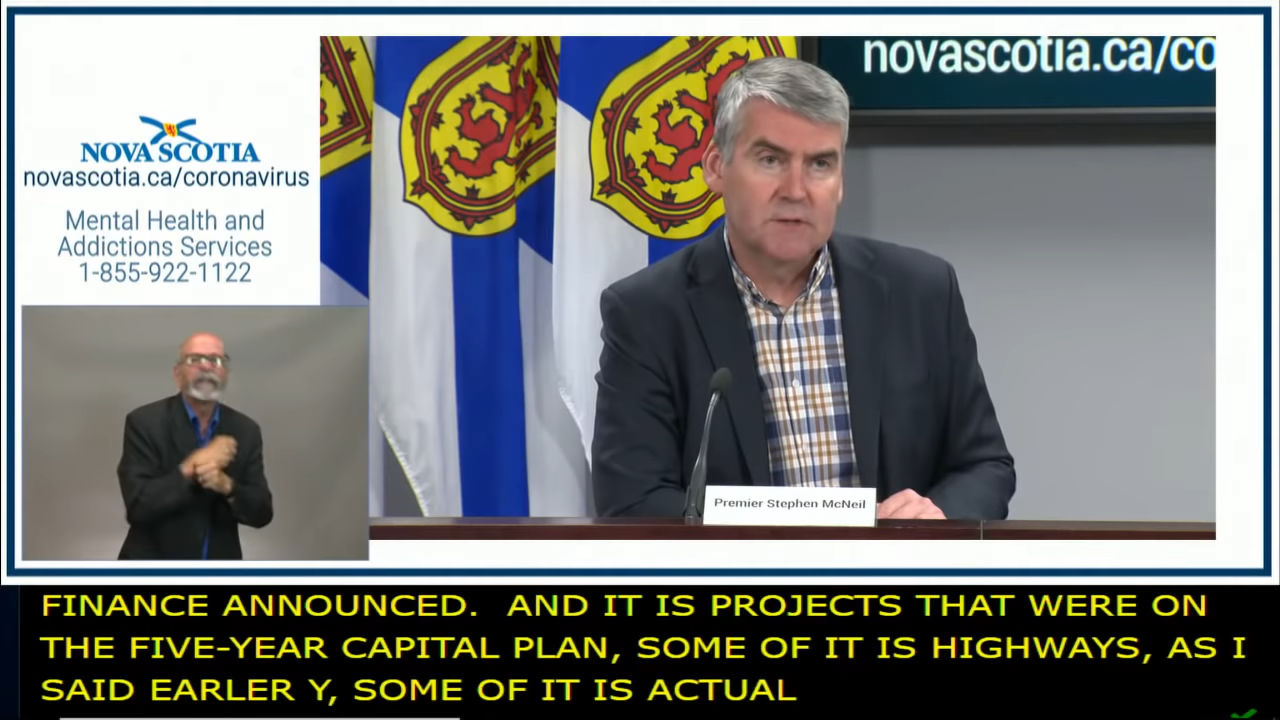 novascotia.ca/co
NOVA SCOTIA
novascotia.ca/coronavirus
Mental Health and
Addictions Services
1-855-922-1122
Premier Stephen McNeil
FINANCE ANNOUNCED. AND IT IS PROJECTS THAT WERE ON
THE FIVE-YEAR CAPITAL PLAN, SOME OF IT IS HIGHWAYS, AS I
SAID EARLER Y, SOME OF IT IS ACTUAL